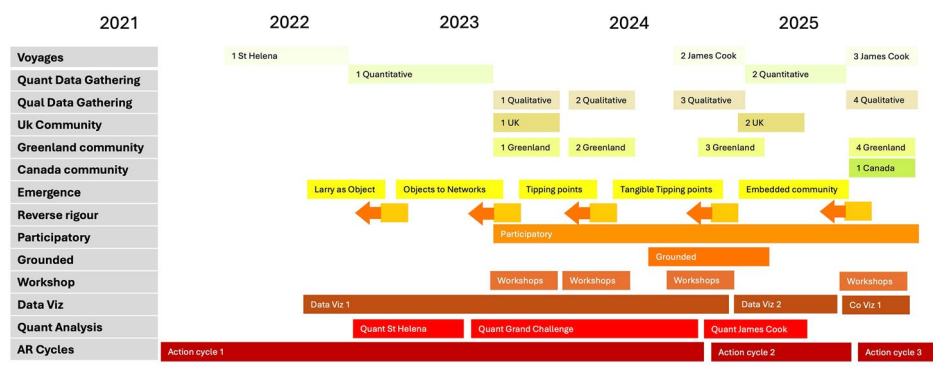 2021 2022 2023 2024 2025
Voyages 1 St Helena 2 James Cook 3 James Cook
Quant Data Gathering 1 Quantitative 2 Quantitative
Qual Data Gathering 1 Qualitative 2 Qualitative 3 Qualitative 4 Qualitative
Uk Community 1 UK 2 UK
Greenland community 1 Greenland 2 Greenland 3 Greenland 4 Greenland
Canada community 1 Canada
Emergence Larry as Object Objects to Networks Tipping points Tangible Tipping points Embedded community
Reverse rigour
Participatory Participatory
Grounded Grounded
Workshop Workshops Workshops Workshops Workshops
Data Viz Data Viz 1 Data Viz 2 Co Viz 1
Quant Analysis Quant St Helena Quant Grand Challenge Quant James Cook
AR Cycles Action cycle 1 Action cycle 2 Action cycle 3